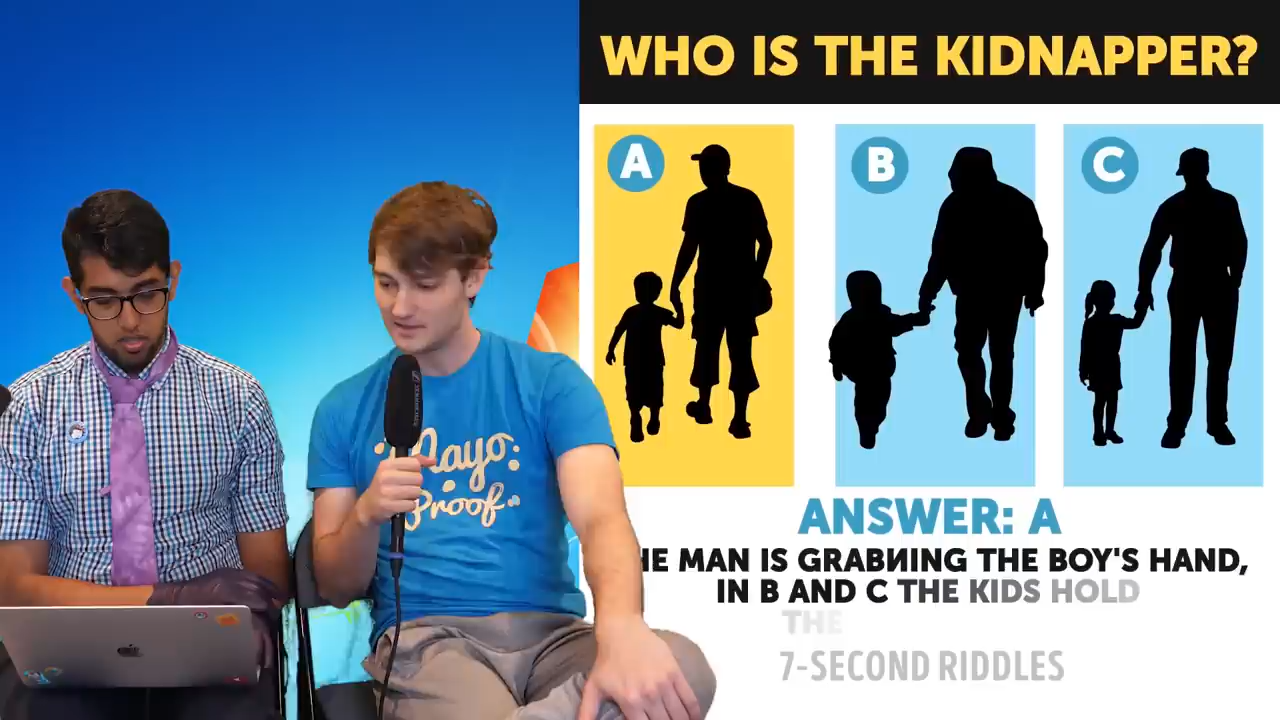 WHO IS THE KIDNAPPER?
A
B
C
ANSWER: A
HE MAN IS GRABИING THE BOY'S HAND,
IN B AND C THE KIDS HOLD
THE
7-SECOND RIDDLES
Mayo
Proof